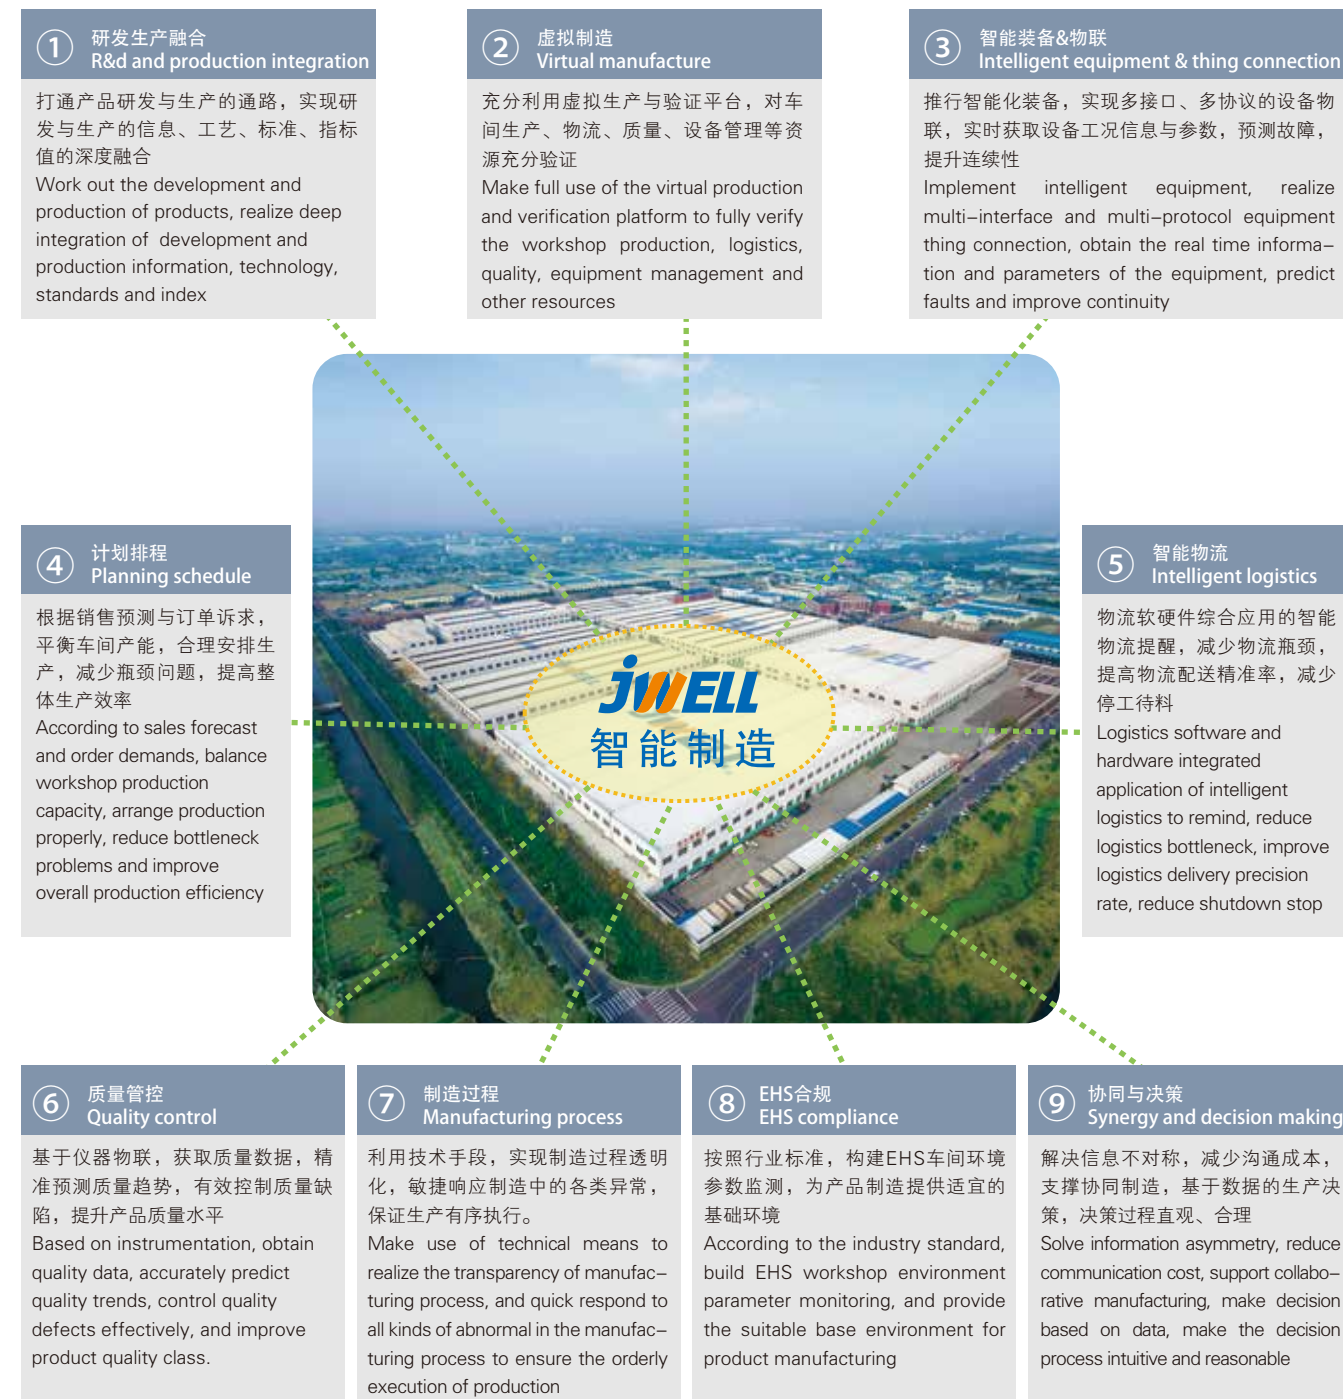 ① 研发生产融合
R&d and production integration
打通产品研发与生产的通路，实现研
发与生产的信息、工艺、标准、指标
值的深度融合
Work out the development and
production of products, realize deep
integration of development and
production information, technology,
standards and index
② 虚拟制造
Virtual manufacture
充分利用虚拟生产与验证平台，对车
间生产、物流、质量、设备管理等资
源充分验证
Make full use of the virtual production
and verification platform to fully verify
the workshop production, logistics,
quality, equipment management and
other resources
③ 智能装备&物联
Intelligent equipment & thing connection
推行智能化装备，实现多接口、多协议的设备物
联，实时获取设备工况信息与参数，预测故障，
提升连续性
Implement intelligent equipment, realize
multi-interface and multi-protocol equipment
thing connection, obtain the real time informa-
tion and parameters of the equipment, predict
faults and improve continuity
④ 计划排程
Planning schedule
根据销售预测与订单诉求，
平衡车间产能，合理安排生
产，减少瓶颈问题，提高整
体生产效率
According to sales forecast
and order demands, balance
workshop production
capacity, arrange production
properly, reduce bottleneck
problems and improve
overall production efficiency
JWELL
智能制造
⑤ 智能物流
Intelligent logistics
物流软硬件综合应用的智能
物流提醒，减少物流瓶颈，
提高物流配送精准率，减少
停工待料
Logistics software and
hardware integrated
application of intelligent
logistics to remind, reduce
logistics bottleneck, improve
logistics delivery precision
rate, reduce shutdown stop
⑥ 质量管控
Quality control
基于仪器物联，获取质量数据，精
准预测质量趋势，有效控制质量缺
陷，提升产品质量水平
Based on instrumentation, obtain
quality data, accurately predict
quality trends, control quality
defects effectively, and improve
product quality class.
⑦ 制造过程
Manufacturing process
利用技术手段，实现制造过程透明
化，敏捷响应制造中的各类异常，
保证生产有序执行。
Make use of technical means to
realize the transparency of manufac-
turing process, and quick respond to
all kinds of abnormal in the manufac-
turing process to ensure the orderly
execution of production
⑧ EHS合规
EHS compliance
按照行业标准，构建EHS车间环境
参数监测，为产品制造提供适宜的
基础环境
According to the industry standard,
build EHS workshop environment
parameter monitoring, and provide
the suitable base environment for
product manufacturing
⑨ 协同与决策
Synergy and decision making
解决信息不对称，减少沟通成本，
支撑协同制造，基于数据的生产决
策，决策过程直观、合理
Solve information asymmetry, reduce
communication cost, support collabo-
rative manufacturing, make decision
based on data, make the decision
process intuitive and reasonable